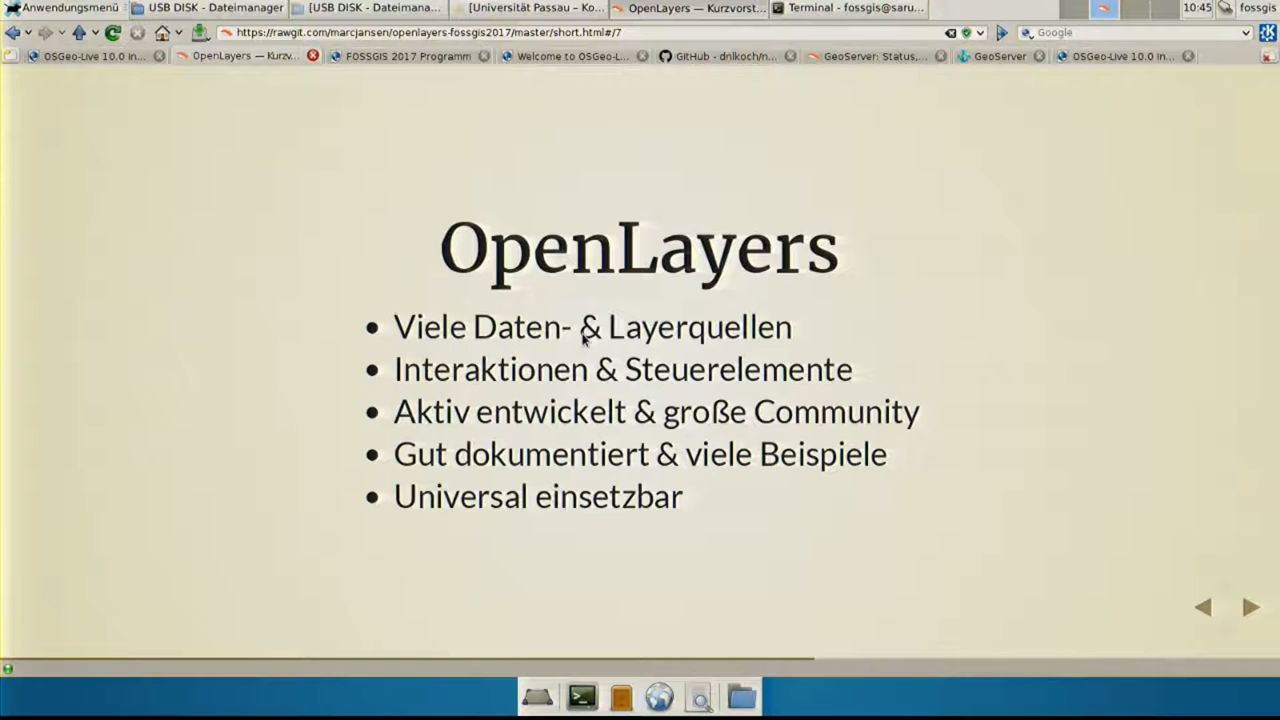 Anwendungsmenü
USB DISK - Dateimanager
[USB DISK - Dateimana...
[Universität Passau - Ko...
OpenLayers — Kurzvorst...
Terminal - fossgis@saru...
10:45
fossgis
https://rawgit.com/marcjansen/openlayers-fossgis2017/master/short.html#/7
Google
OSGeo-Live 10.0 In...
OpenLayers — Kurzv...
FOSSGIS 2017 Programm
Welcome to OSGeo-L...
GitHub - dnlkoch/n...
GeoServer: Status,...
GeoServer
OSGeo-Live 10.0 In...
OpenLayers
• Viele Daten- & Layerquellen
• Interaktionen & Steuerelemente
• Aktiv entwickelt & große Community
• Gut dokumentiert & viele Beispiele
• Universal einsetzbar